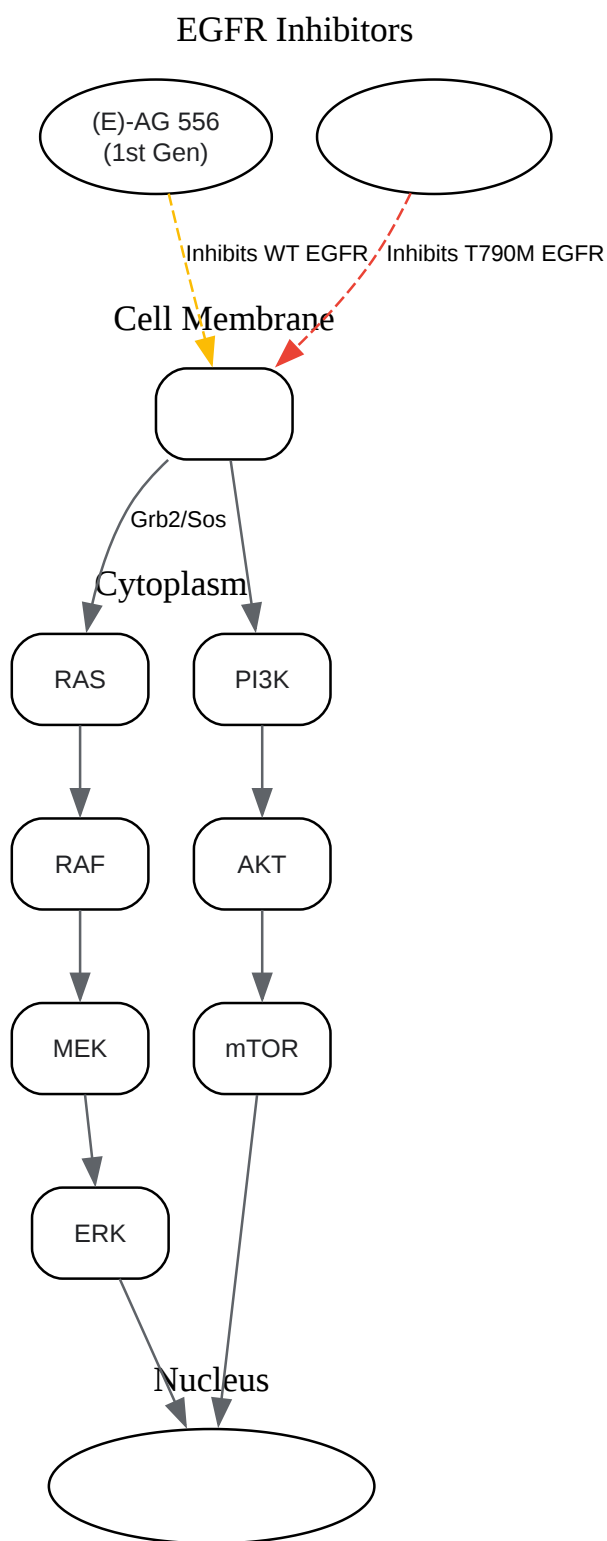 EGFR Inhibitors
(E)-AG 556
(1st Gen)
Inhibits WT EGFR
Inhibits T790M EGFR
Cell Membrane
Grb2/Sos
Cytoplasm
RAS
PI3K
RAF
AKT
MEK
mTOR
ERK
Nucleus